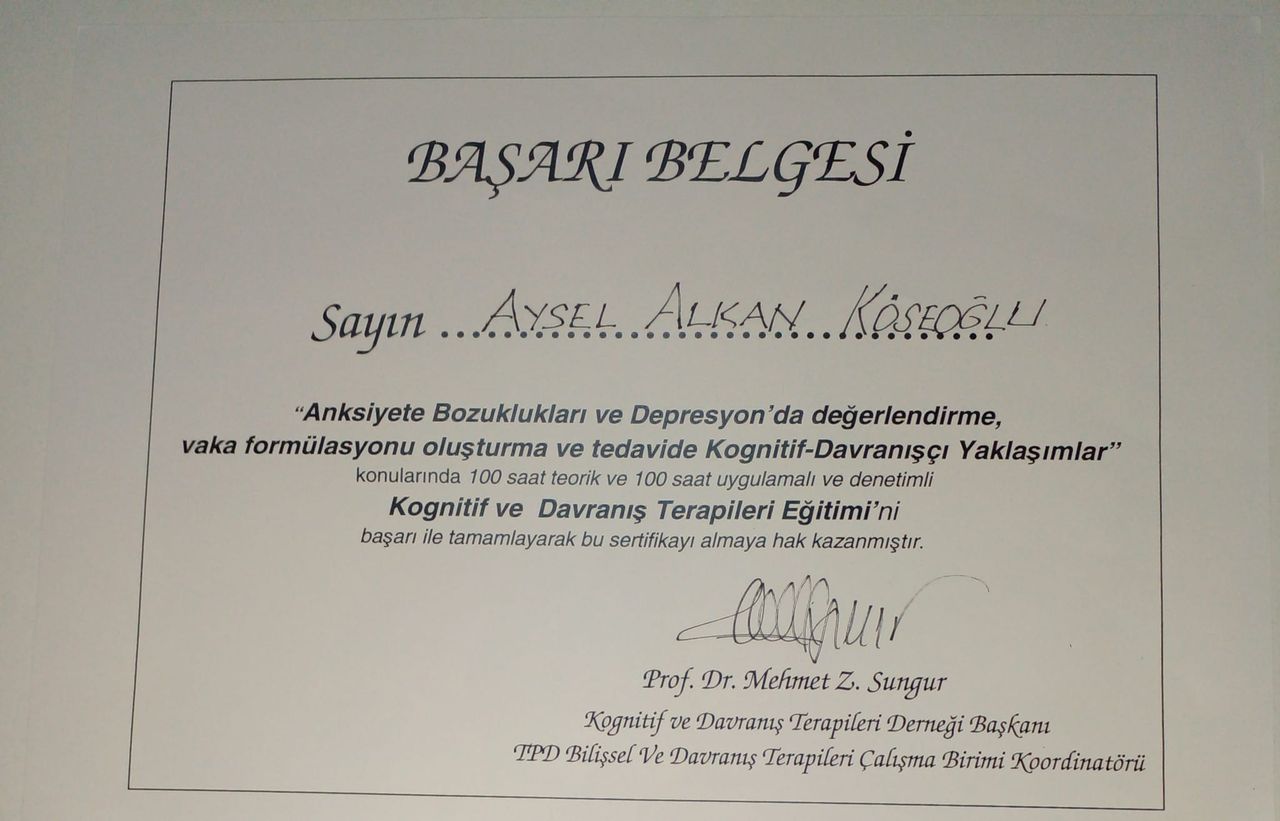 BAŞARI BELGESİ
Sayın ...AYSEL ALKAN KÖSEOĞLU
“Anksiyete Bozuklukları ve Depresyon’da değerlendirme,
vaka formülasyonu oluşturma ve tedavide Kognitif-Davranışçı Yaklaşımlar”
konularında 100 saat teorik ve 100 saat uygulamalı ve denetimli
Kognitif ve Davranış Terapileri Eğitimi’ni
başarı ile tamamlayarak bu sertifikayı almaya hak kazanmıştır.
Prof. Dr. Mehmet Z. Sungur
Kognitif ve Davranış Terapileri Derneği Başkanı
TPD Bilişsel Ve Davranış Terapileri Çalışma Birimi Koordinatörü